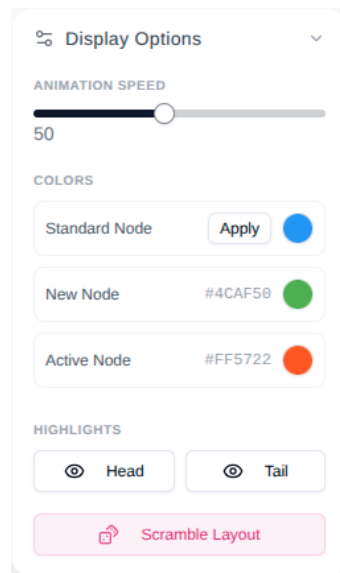 Display Options
ANIMATION SPEED
50
COLORS
Standard Node Apply
New Node #4CAF50
Active Node #FF5722
HIGHLIGHTS
Head Tail
Scramble Layout